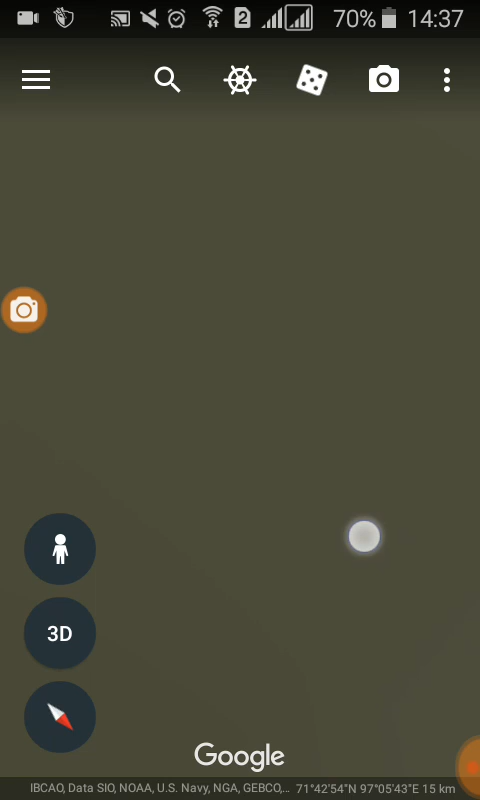 2 70% 14:37
3D
Google
IBCAO, Data SIO, NOAA, U.S. Navy, NGA, GEBCO,... 71°42'54"N 97°05'43"E 15 km